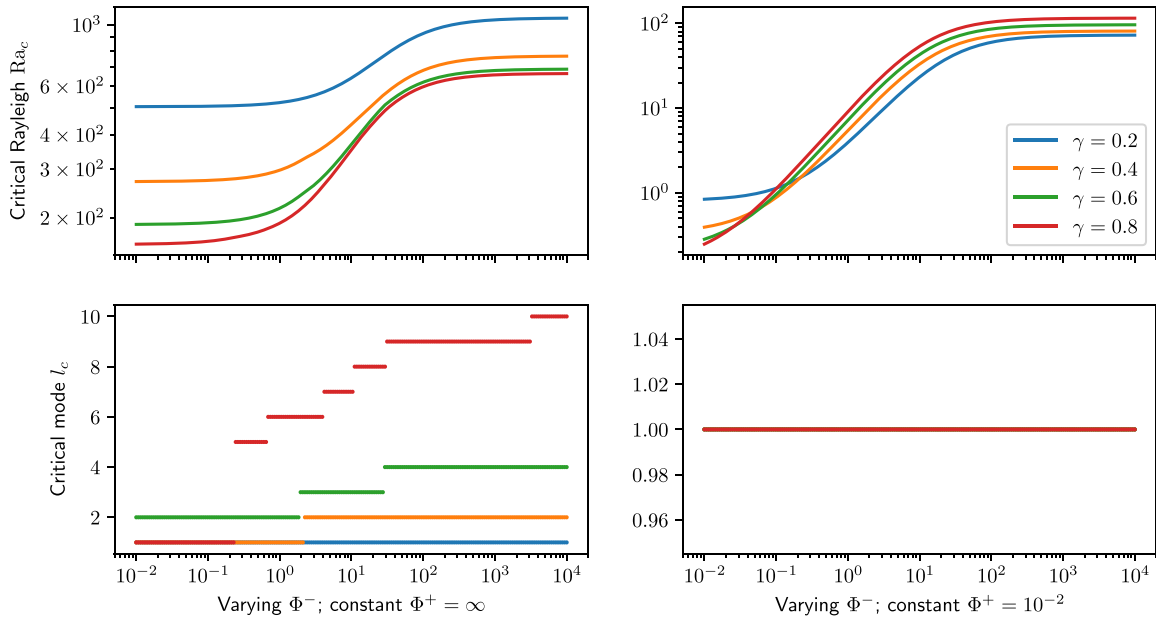 Critical Rayleigh Ra_c
10^3
6 × 10^2
4 × 10^2
3 × 10^2
2 × 10^2
10^2
10^1
10^0
γ = 0.2
γ = 0.4
γ = 0.6
γ = 0.8
Critical mode l_c
10
8
6
4
2
10^−2 10^−1 10^0 10^1 10^2 10^3 10^4
Varying Φ^−; constant Φ^+ = ∞
1.04
1.02
1.00
0.98
0.96
10^−2 10^−1 10^0 10^1 10^2 10^3 10^4
Varying Φ^−; constant Φ^+ = 10^−2